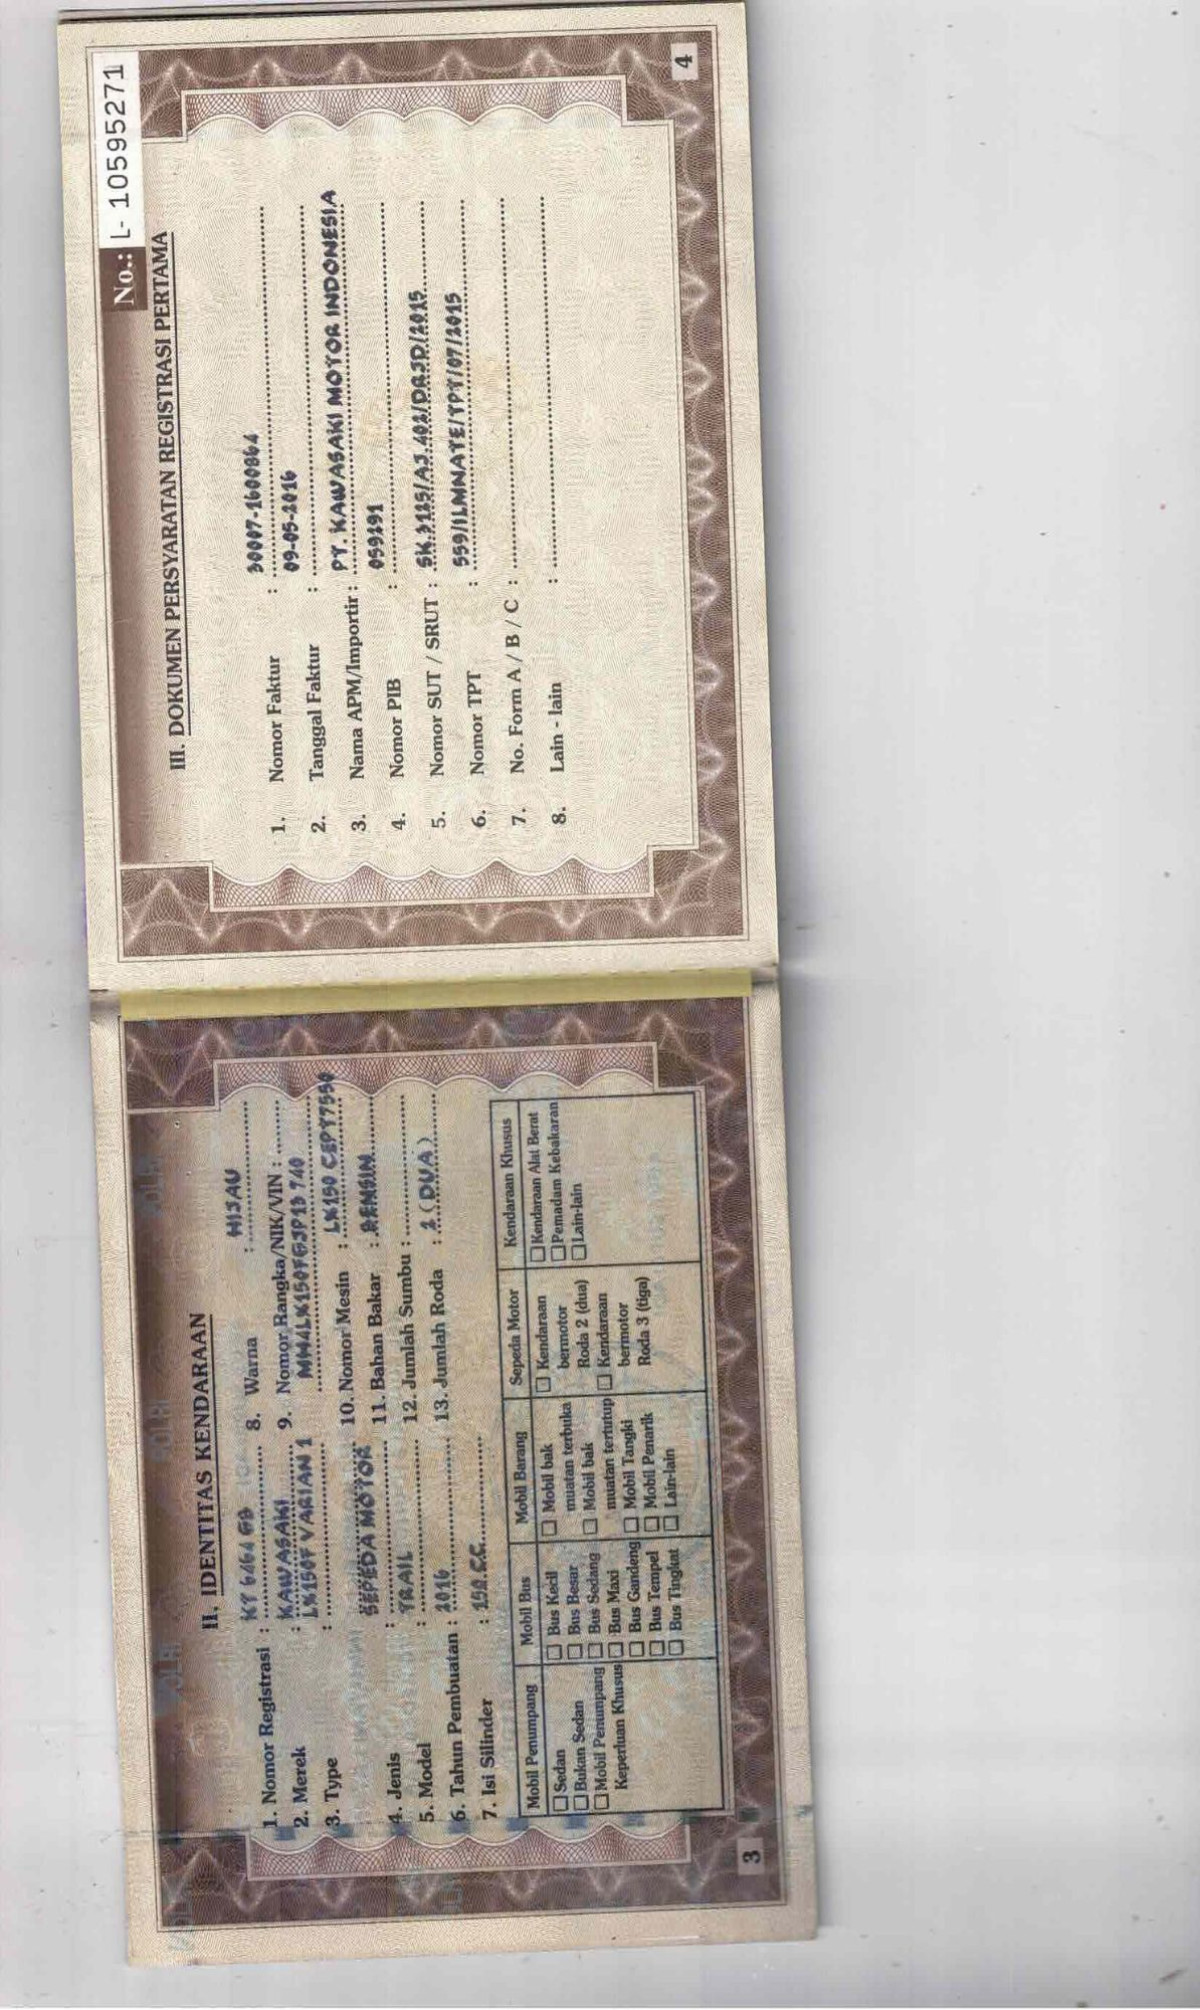 II. IDENTITAS KENDARAAN
1. Nomor Registrasi : KT 6464 GD
2. Merek : KAWASAKI
3. Type : LX150F VARIAN 1
4. Jenis : SEPEDA MOTOR
5. Model : TRAIL
6. Tahun Pembuatan : 2016
7. Isi Silinder : 150 CC
8. Warna : HIJAU
9. Nomor Rangka/NIK/VIN :
10. Nomor Mesin :
11. Bahan Bakar : BENSIN
12. Jumlah Sumbu :
13. Jumlah Roda : 2 (DUA)
Mobil Penumpang
Sedan
Bukan Sedan
Mobil Penumpang
Keperluan Khusus
Mobil Bus
Bus Kecil
Bus Besar
Bus Sedang
Bus Maxi
Bus Gandeng
Bus Tempel
Bus Tingkat
Mobil Barang
Mobil bak
muatan terbuka
Mobil bak
muatan tertutup
Mobil Tangki
Mobil Penarik
Lain-lain
Sepeda Motor
Kendaraan
bermotor
Roda 2 (dua)
Kendaraan
bermotor
Roda 3 (tiga)
Kendaraan Khusus
Kendaraan Alat Berat
Pemadam Kebakaran
Lain-lain
3
No.: L- 10595271
III. DOKUMEN PERSYARATAN REGISTRASI PERTAMA
1. Nomor Faktur : 30007-1600864
2. Tanggal Faktur : 09-05-2016
3. Nama APM/Importir : PT. KAWASAKI MOTOR INDONESIA
4. Nomor PIB : 059291
5. Nomor SUT / SRUT :
6. Nomor TPT : 559/ILMNATE/TPT/07/2015
7. No. Form A / B / C :
8. Lain - lain :
4